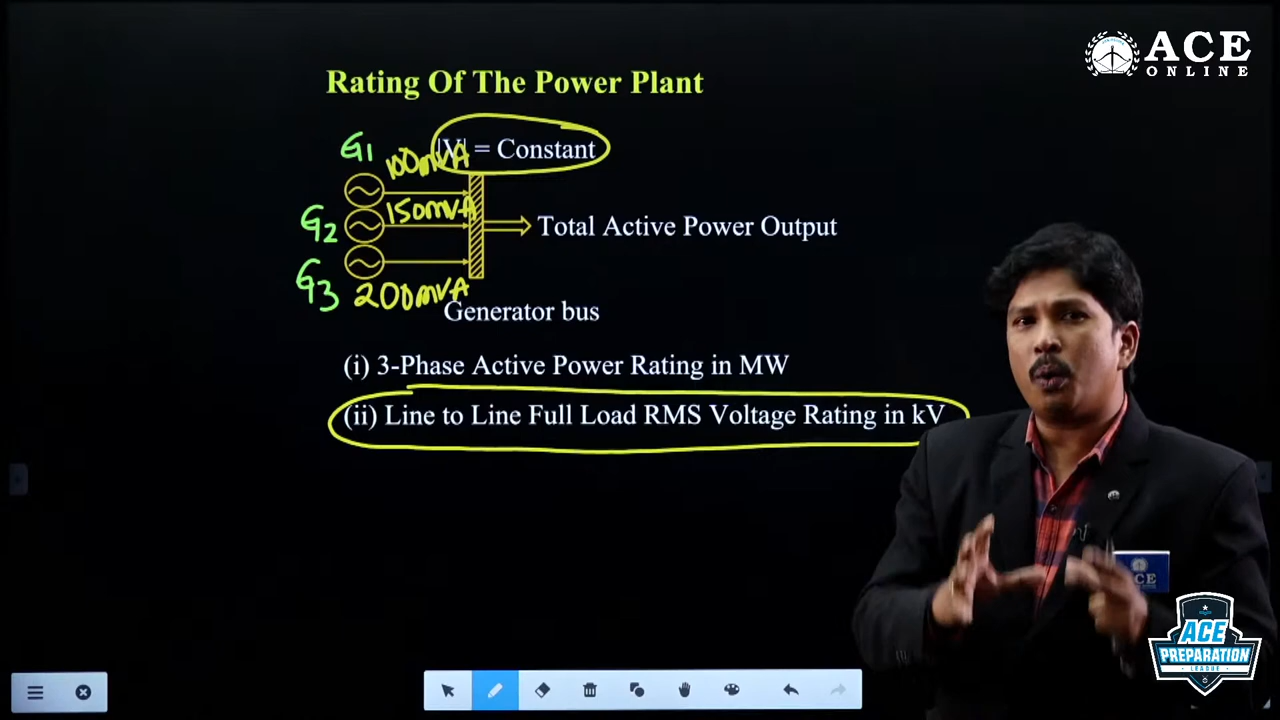 ACE
ONLINE
Rating Of The Power Plant
|V| = Constant
G1
100mVA
G2
150mVA
Total Active Power Output
G3
200mVA
Generator bus
(i) 3-Phase Active Power Rating in MW
(ii) Line to Line Full Load RMS Voltage Rating in kV
CE
ACE
PREPARATION
LEAGUE